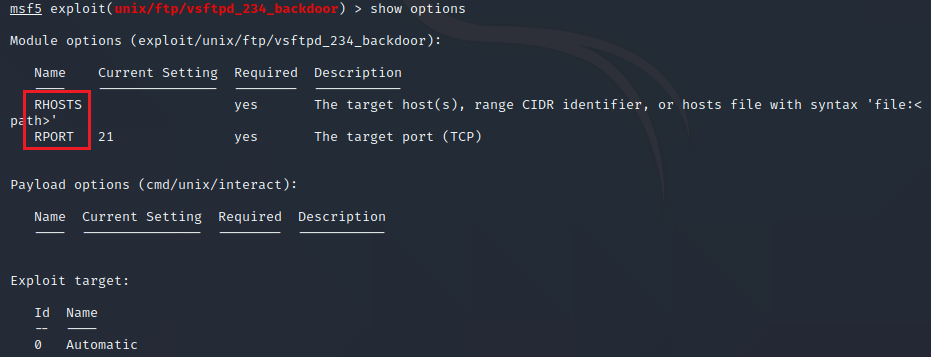 msf5 exploit(unix/ftp/vsftpd_234_backdoor) > show options
Module options (exploit/unix/ftp/vsftpd_234_backdoor):
Name Current Setting Required Description
---- --------------- -------- -----------
RHOSTS yes The target host(s), range CIDR identifier, or hosts file with syntax 'file:<
path>'
RPORT 21 yes The target port (TCP)
Payload options (cmd/unix/interact):
Name Current Setting Required Description
---- --------------- -------- -----------
Exploit target:
Id Name
-- ----
0 Automatic